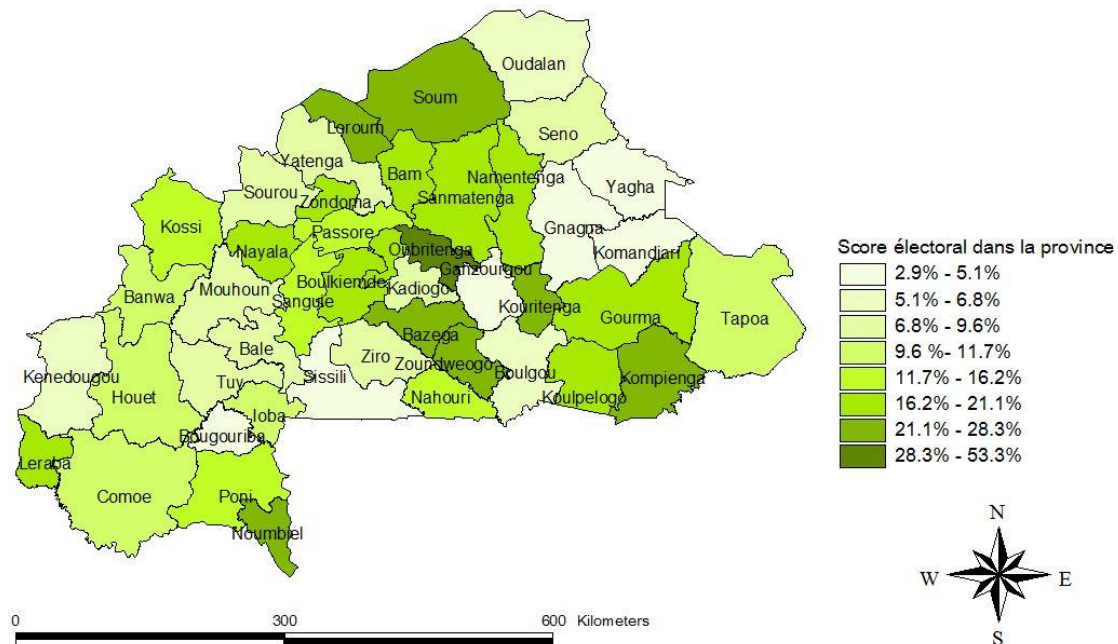 Oudalan
Soum
Loroum
Seno
Yatenga
Bam
Namentenga
Yagha
Sourou
Zondoma
Sanmatenga
Kossi
Passore
Gnagna
Nayala
Oubritenga
Komandjari
Ganzourgou
Banwa
Mouhoun
Boulkiemde
Kadiogo
Sanguie
Kouritenga
Gourma
Tapoa
Bazega
Bale
Ziro
Zoundweogo
Kenedougou
Tuy
Sissili
Boulgou
Kompienga
Houet
Nahouri
Koulpelogo
Ioba
Bougouriba
Leraba
Comoe
Poni
Noumbiel
Score électoral dans la province
2.9% - 5.1%
5.1% - 6.8%
6.8% - 9.6%
9.6 % - 11.7%
11.7% - 16.2%
16.2% - 21.1%
21.1% - 28.3%
28.3% - 53.3%
N
W E
S
0 300 600 Kilometers